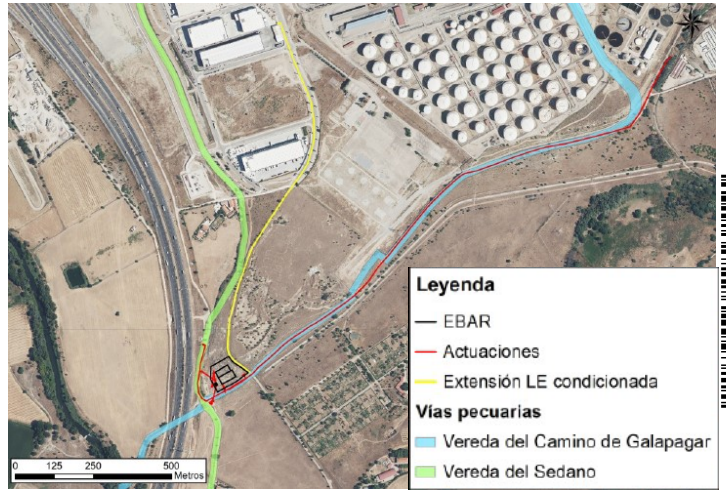 Leyenda
EBAR
Actuaciones
Extensión LE condicionada
Vías pecuarias
Vereda del Camino de Galapagar
Vereda del Sedano
0 125 250 500
Metros